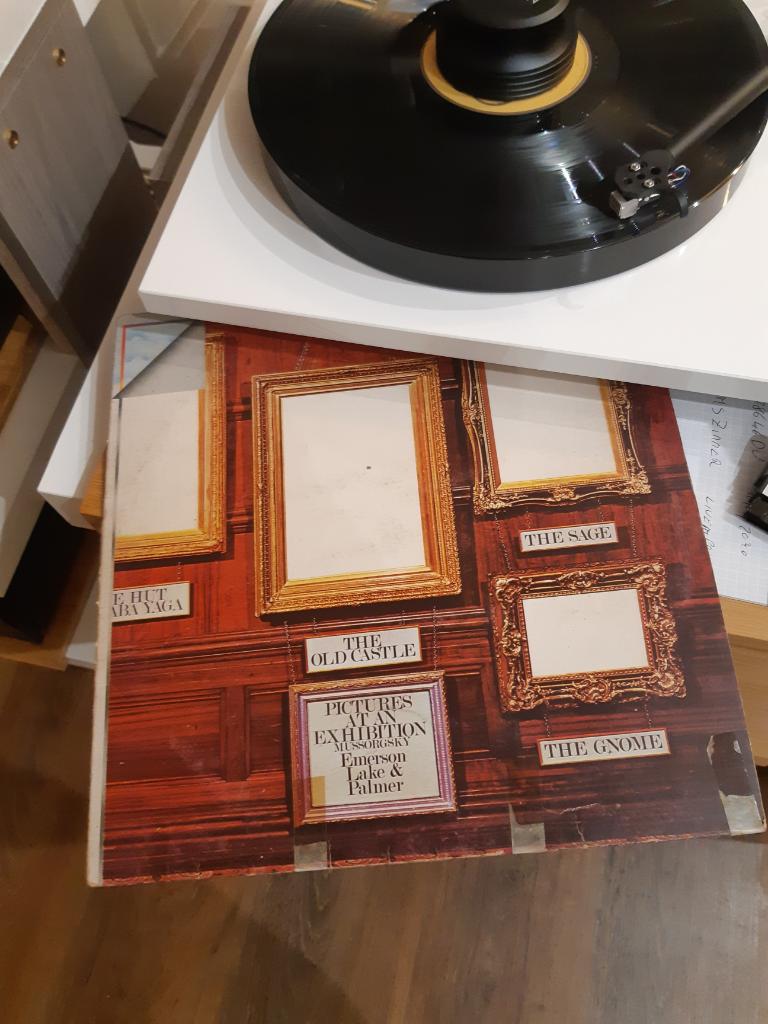 THE SAGE
E HUT
ABA YAGA
THE
OLD CASTLE
PICTURES
AT AN
EXHIBITION
MUSSORGSKY
Emerson
Lake &
Palmer
THE GNOME